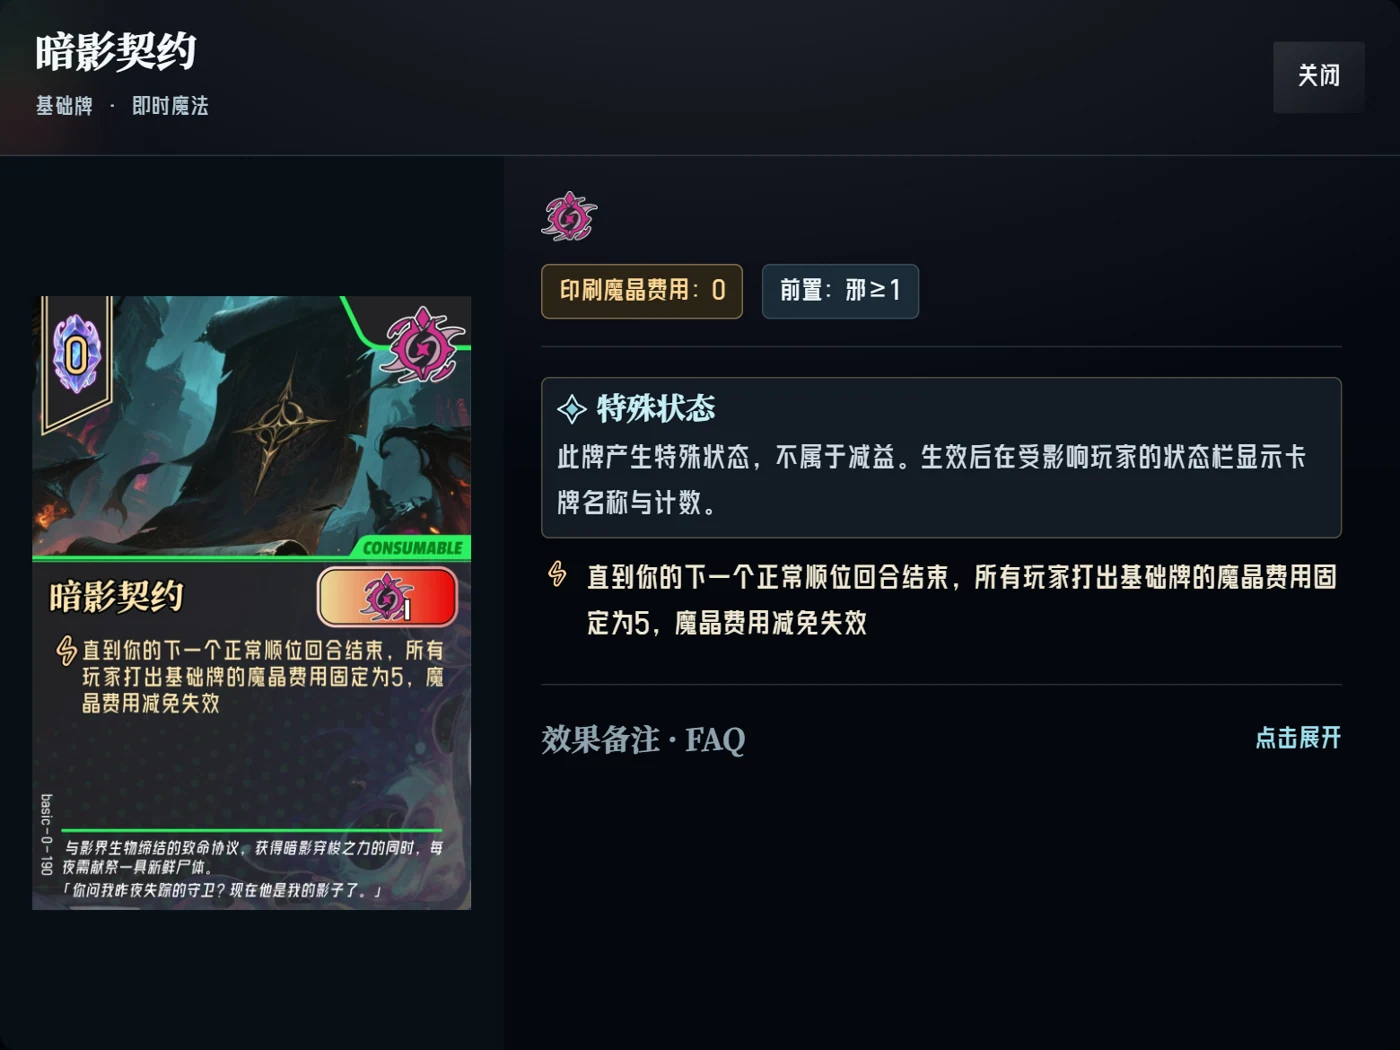 暗影契约
基础牌 · 即时魔法
关闭
印刷魔晶费用：0
前置：邪≥1
特殊状态
此牌产生特殊状态，不属于减益。生效后在受影响玩家的状态栏显示卡
牌名称与计数。
直到你的下一个正常顺位回合结束，所有玩家打出基础牌的魔晶费用固
定为5，魔晶费用减免失效
效果备注 · FAQ
点击展开
0
CONSUMABLE
暗影契约
1
直到你的下一个正常顺位回合结束，所有
玩家打出基础牌的魔晶费用固定为5，魔
晶费用减免失效
basic-0-190
与影界生物缔结的致命协议，获得暗影穿梭之力的同时，每
夜需献祭一具新鲜尸体。
「你问我昨夜失踪的守卫？现在他是我的影子了。」